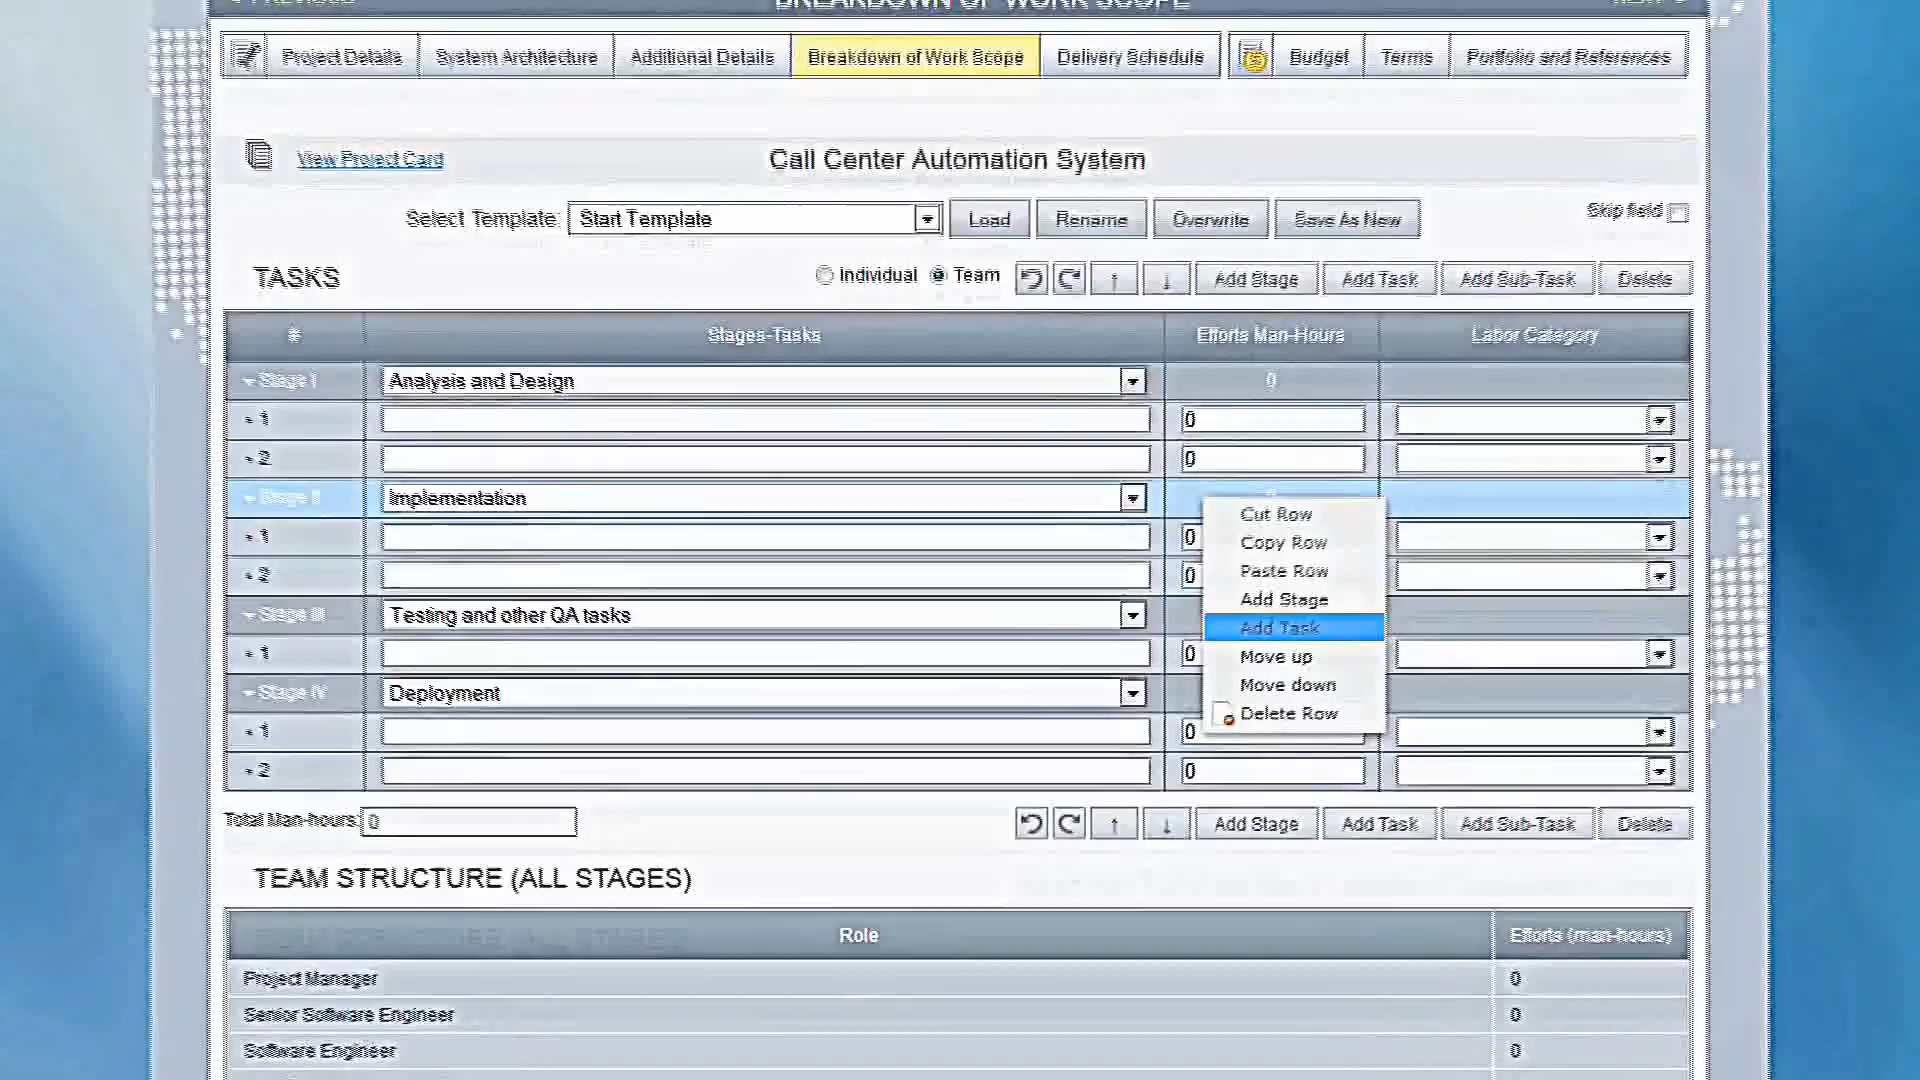 BREAKDOWN OF WORK SCOPE
Project Details System Architecture Additional Details Breakdown of Work Scope Delivery Schedule Budget Terms Portfolio and References
View Project Card Call Center Automation System
Select Template: Start Template Load Rename Overwrite Save As New Skip field
TASKS Individual Team ↑ ↓ Add Stage Add Task Add Sub-Task Delete
# Stages-Tasks Efforts Man-Hours Labor Category
Stage I Analysis and Design 0
1 0
2 0
Stage II Implementation
Cut Row
1 0 Copy Row
2 0 Paste Row
Add Stage
Stage III Testing and other QA tasks Add Task
1 0 Move up
Stage IV Deployment Move down
Delete Row
1 0
2 0
Total Man-hours: 0 ↑ ↓ Add Stage Add Task Add Sub-Task Delete
TEAM STRUCTURE (ALL STAGES)
Role Efforts (man-hours)
Project Manager 0
Senior Software Engineer 0
Software Engineer 0